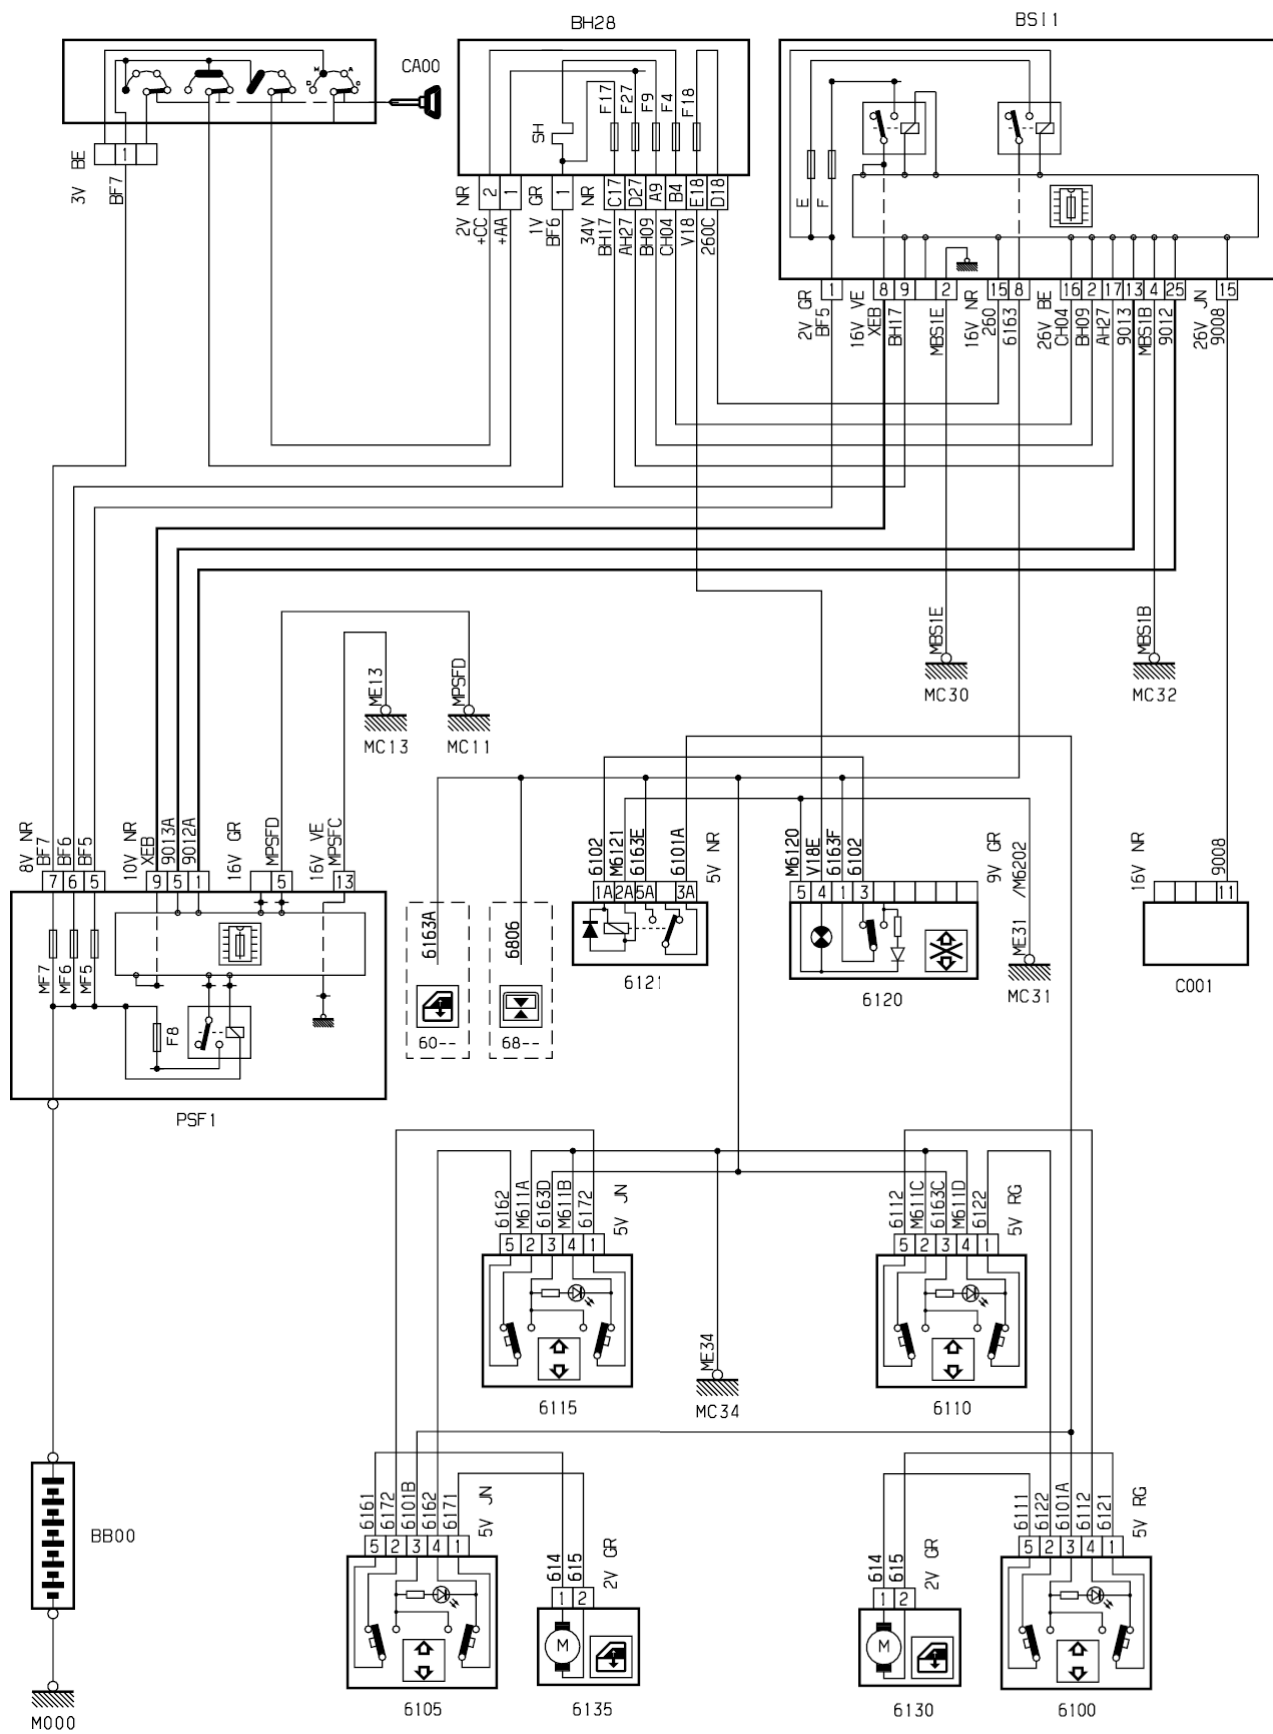 BH28
BSI1
CA00
M A
D D
SH
F17
F27
F9
F4
F18
E
F
3V BE
1
BF7
2V NR
2
1
+CC
+AA
1V GR
1
BF6
34V NR
C17
D27
A9
B4
E18
D18
BH17
AH27
BH09
CH04
V18
260C
2V GR
1
BF5
16V VE
8
9
2
XEB
BH17
MBS1E
16V NR
15
8
260
6163
26V BE
16
2
17
13
4
25
CH04
BH09
AH27
9013
MBS1B
9012
26V JN
15
9008
MBS1E
MC30
MBS1B
MC32
ME13
MC13
MPSFD
MC11
8V NR
BF7
BF6
BF5
7
6
5
10V NR
XEB
9013A
9012A
9
5
1
16V GR
MPSFD
5
16V VE
MPSFC
13
MF7
MF6
MF5
F8
PSF1
6163A
60--
6806
68--
6102
M6121
6163E
6101A
5V NR
1A
2A
5A
3A
6121
M6120
V18E
6163F
6102
9V GR
5
4
1
3
6120
ME31 /M6202
MC31
16V NR
9008
11
C001
6162
M611A
6163D
M611B
6172
5V JN
5
2
3
4
1
6115
ME34
MC34
6112
M611C
6163C
M611D
6122
5V RG
5
2
3
4
1
6110
BB00
M000
6161
6172
6101B
6162
6171
5V JN
5
2
3
4
1
6105
614
615
2V GR
1
2
M
6135
614
615
2V GR
1
2
M
6130
6111
6122
6101A
6112
6121
5V RG
5
2
3
4
1
6100